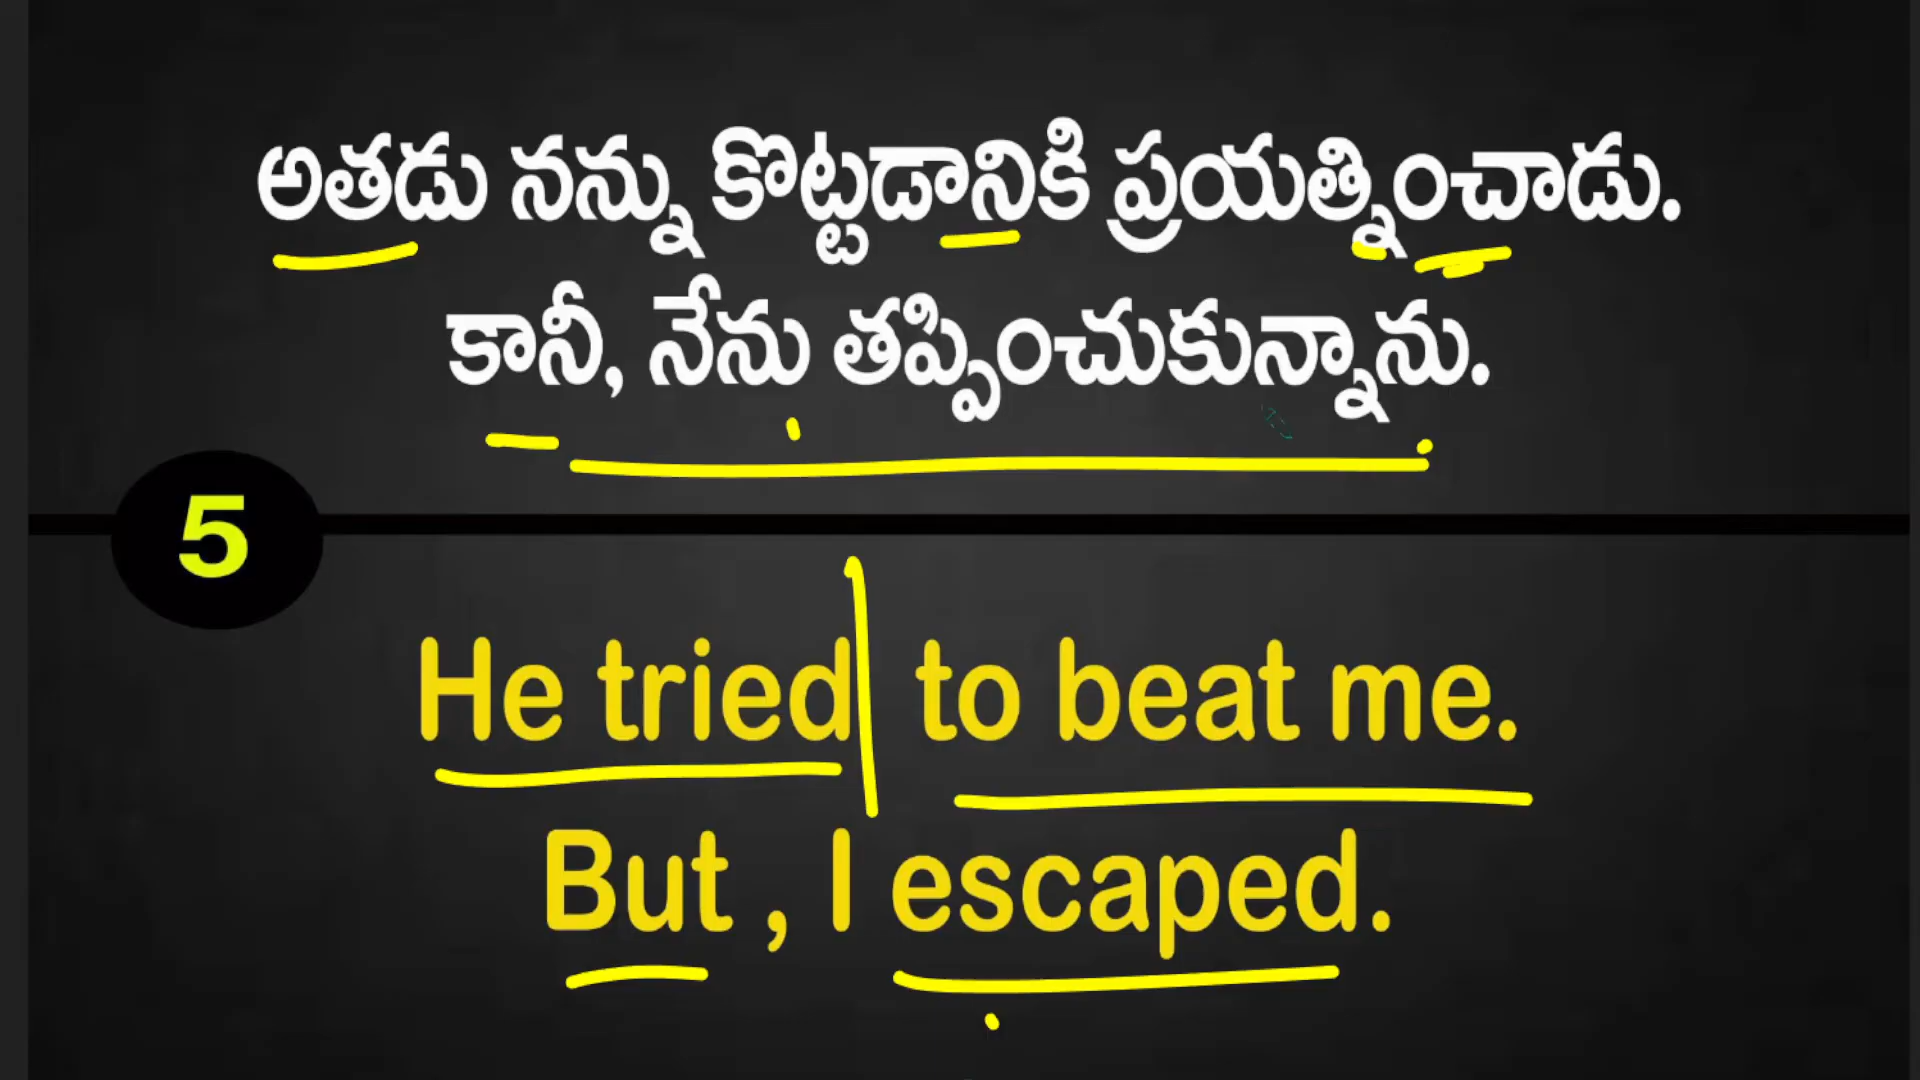 అతడు నన్ను కొట్టడానికి ప్రయత్నించాడు.
కానీ, నేను తప్పించుకున్నాను.
5
He tried to beat me.
But , I escaped.